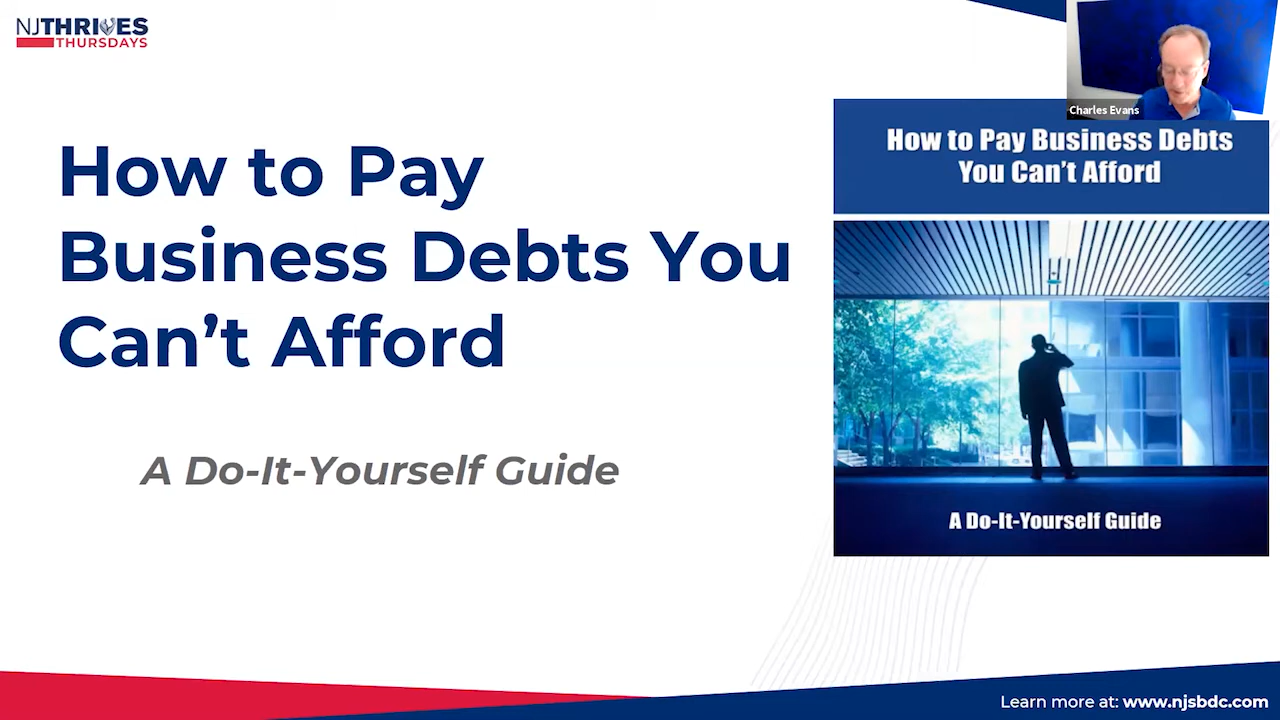 NJTHRIVES
THURSDAYS
Charles Evans
How to Pay
Business Debts You
Can't Afford
A Do-It-Yourself Guide
How to Pay Business Debts
You Can't Afford
A Do-It-Yourself Guide
Learn more at: www.njsbdc.com